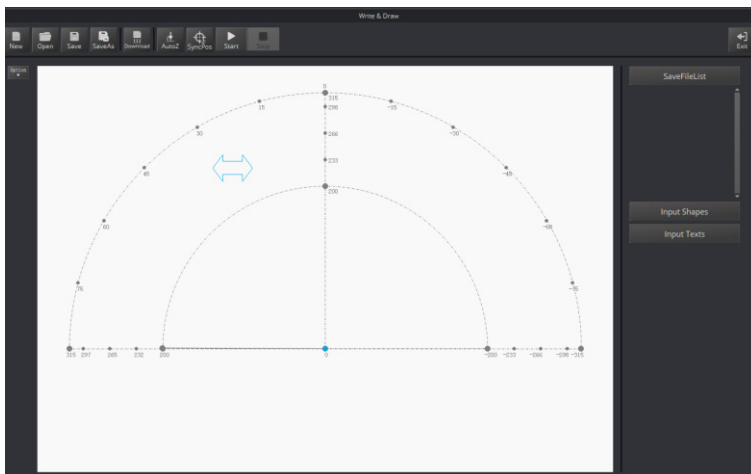 Write & Draw
New Open Save SaveAs Download AutoZ SyncPos Start Stop Exit
Option
SaveFileList
Input Shapes
Input Texts
0
315
298
266
233
200
15 -15
30 -30
45 -45
60 -60
75 -75
315 297 265 232 200 0 -200 -233 -266 -298 -315